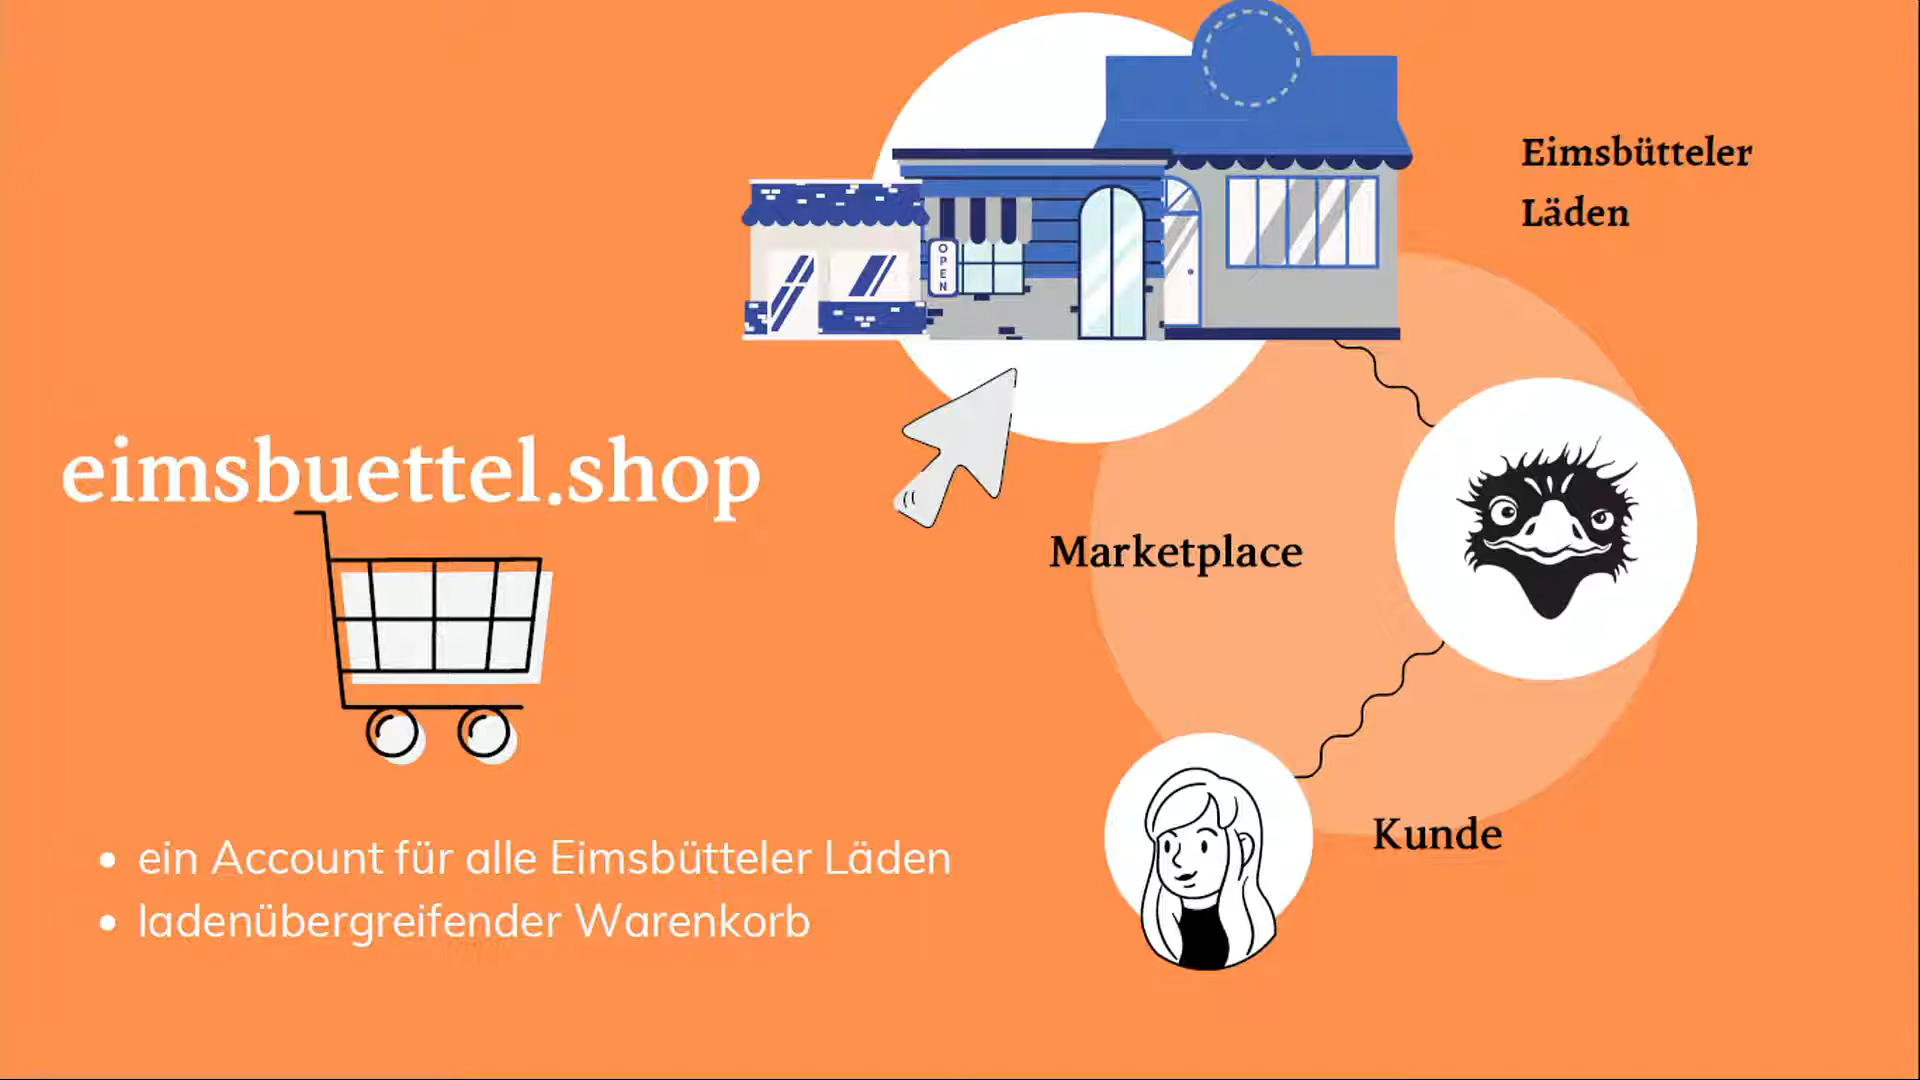 eimsbuettel.shop
ein Account für alle Eimsbütteler Läden
ladenübergreifender Warenkorb
OPEN
Eimsbütteler
Läden
Marketplace
Kunde